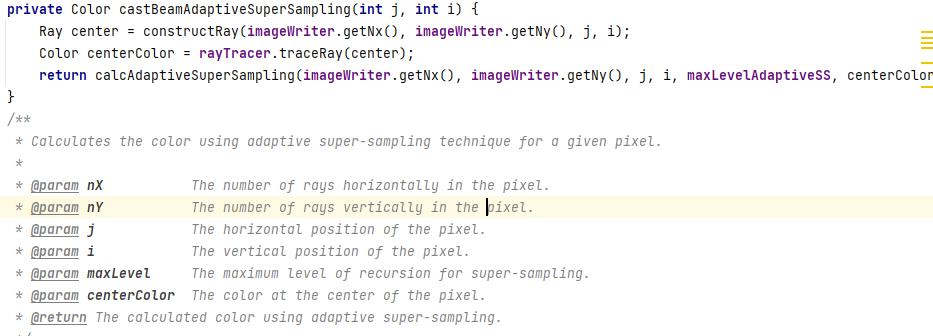 private Color castBeamAdaptiveSuperSampling(int j, int i) {
    Ray center = constructRay(imageWriter.getNx(), imageWriter.getNy(), j, i);
    Color centerColor = rayTracer.traceRay(center);
    return calcAdaptiveSuperSampling(imageWriter.getNx(), imageWriter.getNy(), j, i, maxLevelAdaptiveSS, centerColor
}
/**
 * Calculates the color using adaptive super-sampling technique for a given pixel.
 *
 * @param nX           The number of rays horizontally in the pixel.
 * @param nY           The number of rays vertically in the pixel.
 * @param j            The horizontal position of the pixel.
 * @param i            The vertical position of the pixel.
 * @param maxLevel     The maximum level of recursion for super-sampling.
 * @param centerColor  The color at the center of the pixel.
 * @return The calculated color using adaptive super-sampling.